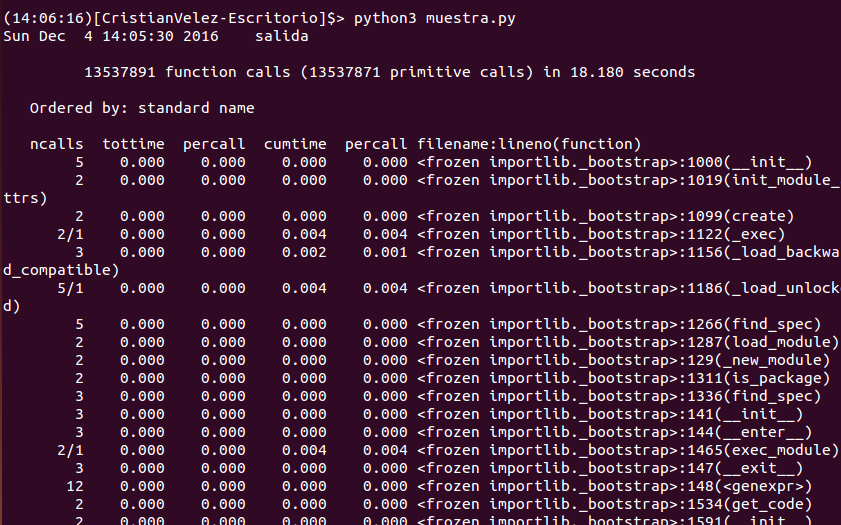 (14:06:16)[CristianVelez-Escritorio]$> python3 muestra.py
Sun Dec  4 14:05:30 2016    salida
13537891 function calls (13537871 primitive calls) in 18.180 seconds
Ordered by: standard name
ncalls  tottime  percall  cumtime  percall filename:lineno(function)
5    0.000    0.000    0.000    0.000 <frozen importlib._bootstrap>:1000(__init__)
2    0.000    0.000    0.000    0.000 <frozen importlib._bootstrap>:1019(init_module_
ttrs)
2    0.000    0.000    0.000    0.000 <frozen importlib._bootstrap>:1099(create)
2/1    0.000    0.000    0.004    0.004 <frozen importlib._bootstrap>:1122(_exec)
3    0.000    0.000    0.002    0.001 <frozen importlib._bootstrap>:1156(_load_backwa
d_compatible)
5/1    0.000    0.000    0.004    0.004 <frozen importlib._bootstrap>:1186(_load_unlock
d)
5    0.000    0.000    0.000    0.000 <frozen importlib._bootstrap>:1266(find_spec)
2    0.000    0.000    0.000    0.000 <frozen importlib._bootstrap>:1287(load_module)
2    0.000    0.000    0.000    0.000 <frozen importlib._bootstrap>:129(_new_module)
2    0.000    0.000    0.000    0.000 <frozen importlib._bootstrap>:1311(is_package)
3    0.000    0.000    0.000    0.000 <frozen importlib._bootstrap>:1336(find_spec)
3    0.000    0.000    0.000    0.000 <frozen importlib._bootstrap>:141(__init__)
3    0.000    0.000    0.000    0.000 <frozen importlib._bootstrap>:144(__enter__)
2/1    0.000    0.000    0.004    0.004 <frozen importlib._bootstrap>:1465(exec_module)
3    0.000    0.000    0.000    0.000 <frozen importlib._bootstrap>:147(__exit__)
12    0.000    0.000    0.000    0.000 <frozen importlib._bootstrap>:148(<genexpr>)
2    0.000    0.000    0.000    0.000 <frozen importlib._bootstrap>:1534(get_code)
2    0.000    0.000    0.000    0.000 <frozen importlib._bootstrap>:1591(__init__)